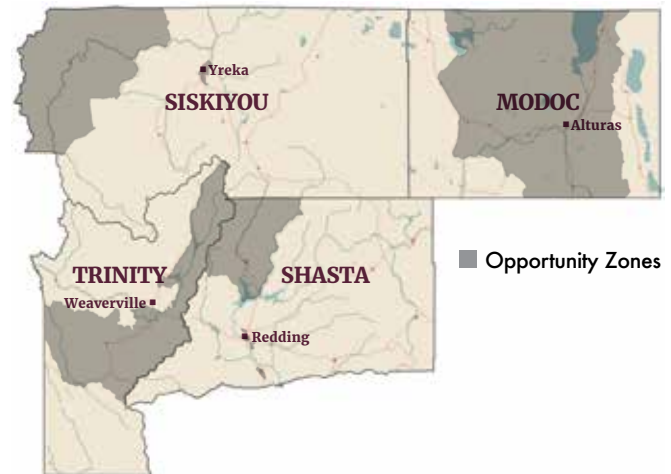 Yreka
SISKIYOU
MODOC
Alturas
TRINITY
SHASTA
Opportunity Zones
Weaverville
Redding